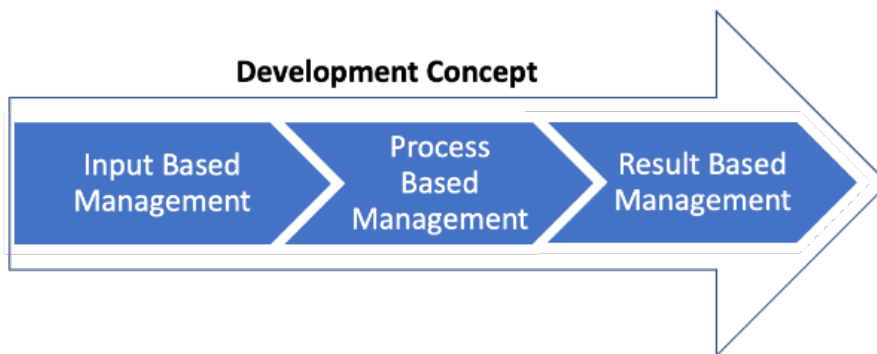 Development Concept
Input Based
Management
Process
Based
Management
Result Based
Management